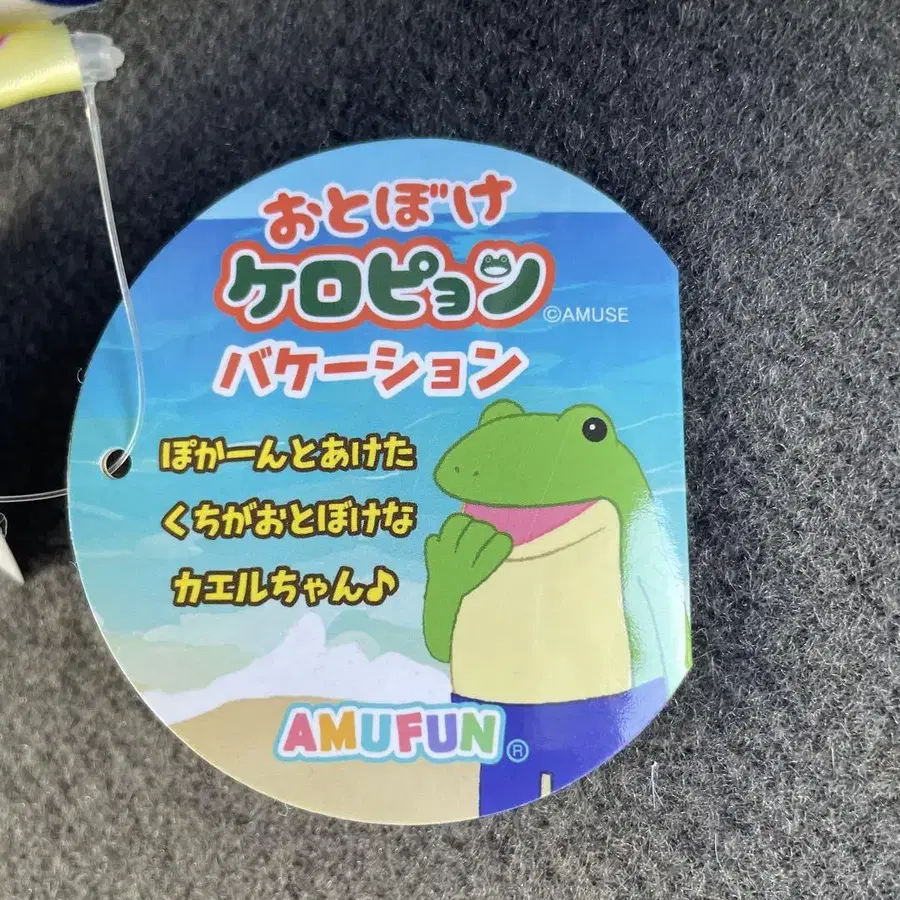 おとぼけ
ケロピョン
©AMUSE
バケーション
ぽかーんとあけた
くちがおとぼけな
カエルちゃん♪
AMUFUN®